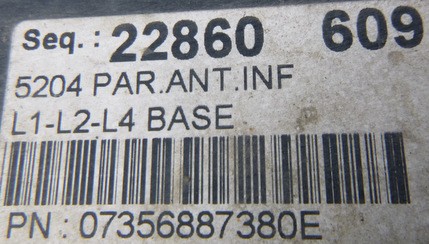 Seq.: 22860 609
5204 PAR.ANT.INF
L1-L2-L4 BASE
PN : 07356887380E